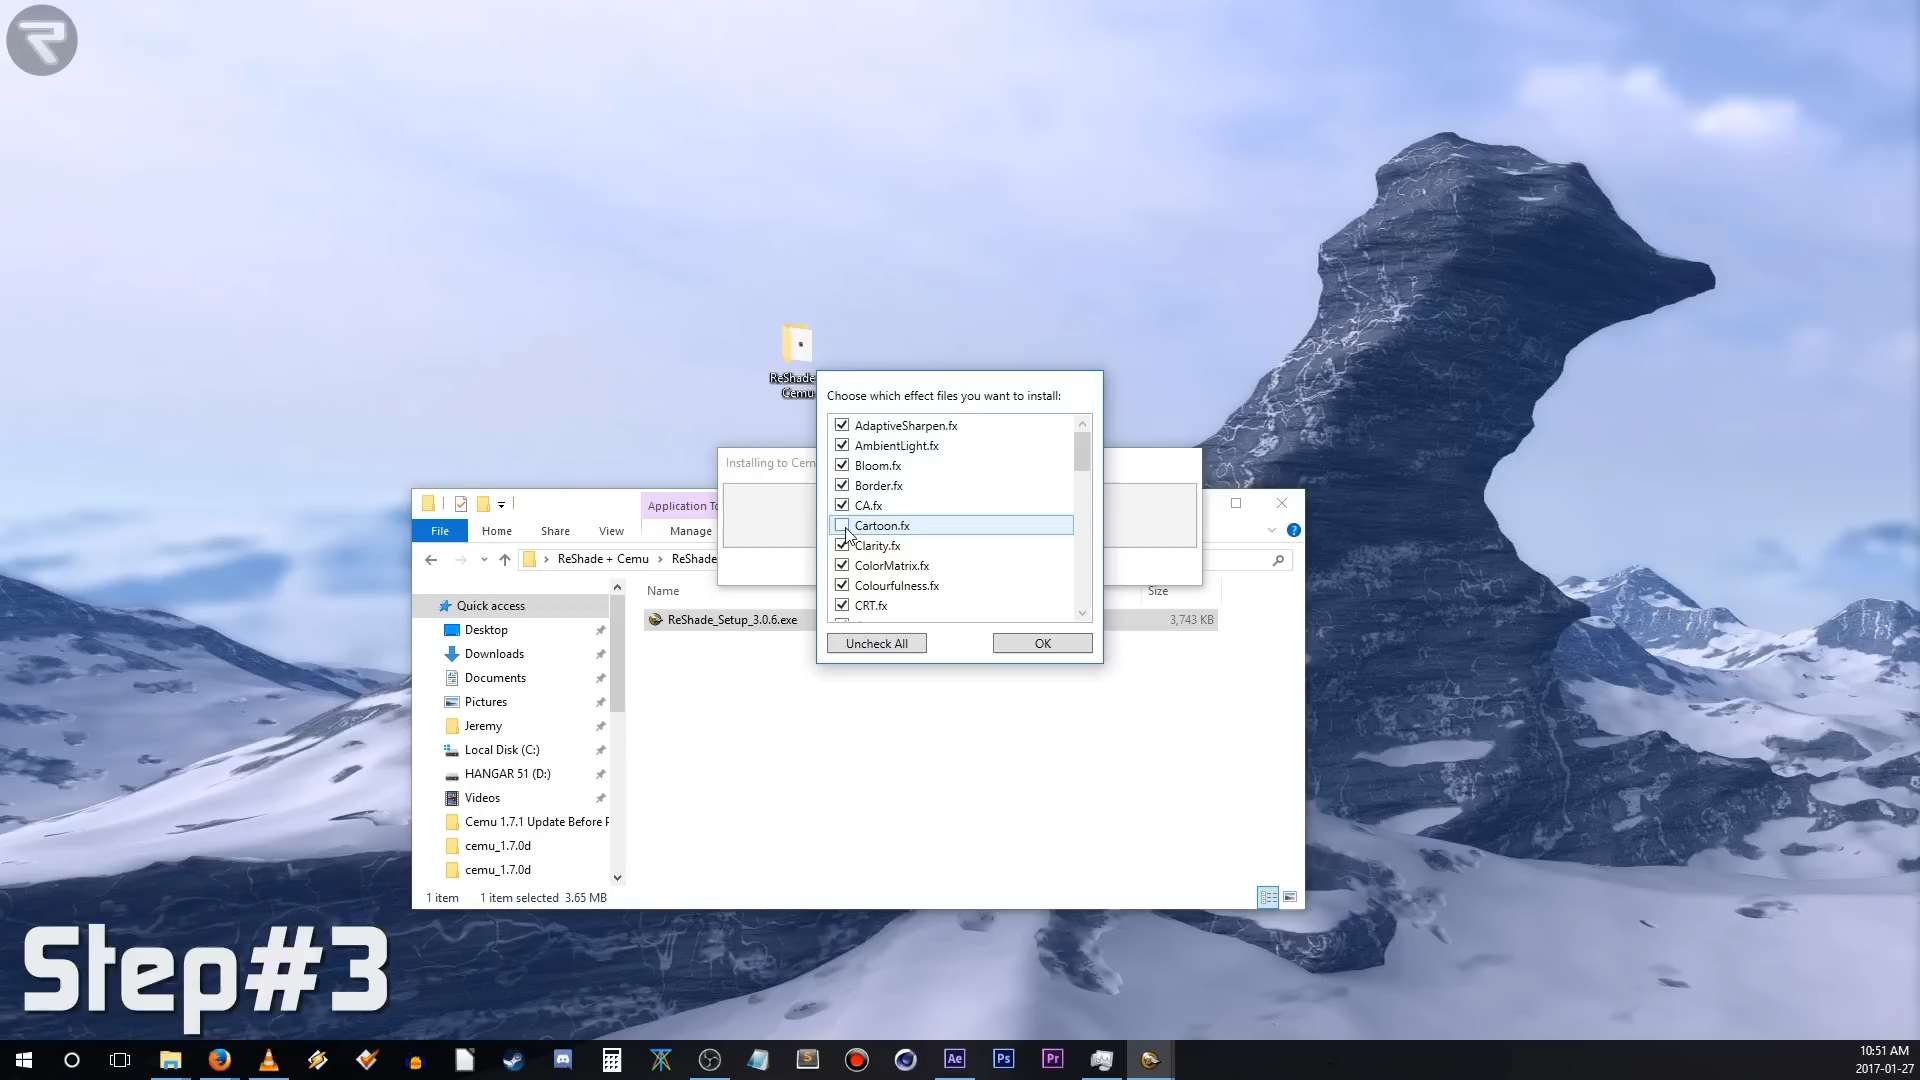 ReShade
Cemu
Choose which effect files you want to install:
AdaptiveSharpen.fx
AmbientLight.fx
Bloom.fx
Border.fx
CA.fx
Cartoon.fx
Clarity.fx
ColorMatrix.fx
Colourfulness.fx
CRT.fx
Uncheck All
OK
Installing to Cem
Application To
File
Home
Share
View
Manage
ReShade + Cemu
ReShade
Name
Size
ReShade_Setup_3.0.6.exe
3,743 KB
Quick access
Desktop
Downloads
Documents
Pictures
Jeremy
Local Disk (C:)
HANGAR 51 (D:)
Videos
Cemu 1.7.1 Update Before F
cemu_1.7.0d
cemu_1.7.0d
1 item
1 item selected 3.65 MB
Step#3
S
Ae
Ps
Pr
10:51 AM
2017-01-27